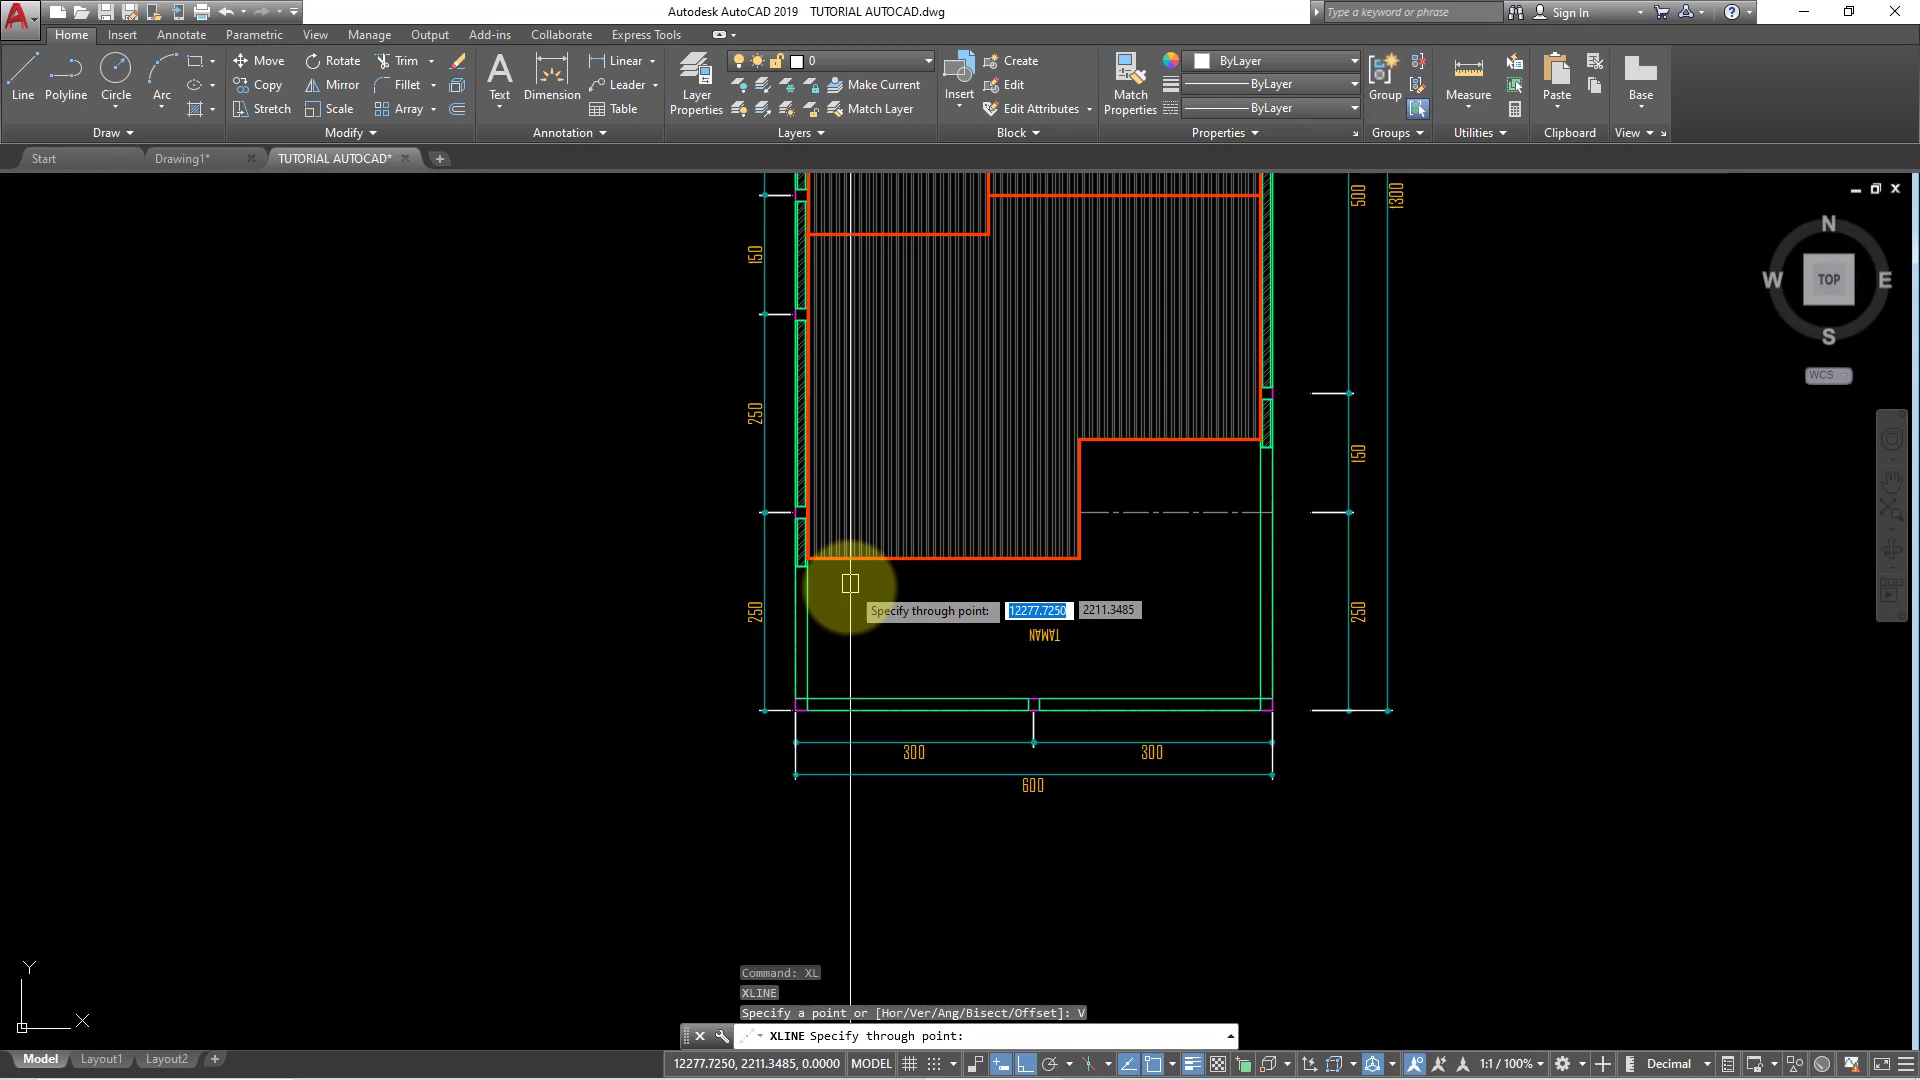 Autodesk AutoCAD 2019 TUTORIAL AUTOCAD.dwg
Type a keyword or phrase
Sign In
Home Insert Annotate Parametric View Manage Output Add-ins Collaborate Express Tools
Line Polyline Circle Arc
Move Rotate Trim
Copy Mirror Fillet
Stretch Scale Array
Text Dimension
Linear
Leader
Table
Layer Properties
0
Make Current
Match Layer
Insert
Create
Edit
Edit Attributes
Match Properties
ByLayer
ByLayer
ByLayer
Group
Measure
Paste
Base
Draw Modify Annotation Layers Block Properties Groups Utilities Clipboard View
Start Drawing1* TUTORIAL AUTOCAD*
500
1300
150
250
150
250
250
N
W TOP E
S
WCS
Specify through point: 12277.7250 2211.3485
TAMAN
300 300
600
Y
X
Command: XL
XLINE
Specify a point or [Hor/Ver/Ang/Bisect/Offset]: V
XLINE Specify through point:
Model Layout1 Layout2
12277.7250, 2211.3485, 0.0000 MODEL
1:1 / 100%
Decimal